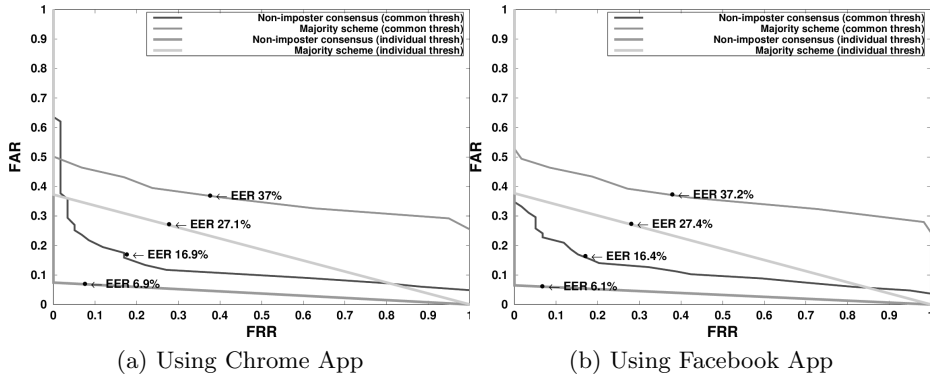 Non-imposter consensus (common thresh)
Majority scheme (common thresh)
Non-imposter consensus (individual thresh)
Majority scheme (individual thresh)
1
0.9
0.8
0.7
0.6
0.5
0.4
0.3
0.2
0.1
0
FAR
EER 37%
EER 27.1%
EER 16.9%
EER 6.9%
0 0.1 0.2 0.3 0.4 0.5 0.6 0.7 0.8 0.9 1
FRR
(a) Using Chrome App
Non-imposter consensus (common thresh)
Majority scheme (common thresh)
Non-imposter consensus (individual thresh)
Majority scheme (individual thresh)
1
0.9
0.8
0.7
0.6
0.5
0.4
0.3
0.2
0.1
0
FAR
EER 37.2%
EER 27.4%
EER 16.4%
EER 6.1%
0 0.1 0.2 0.3 0.4 0.5 0.6 0.7 0.8 0.9 1
FRR
(b) Using Facebook App